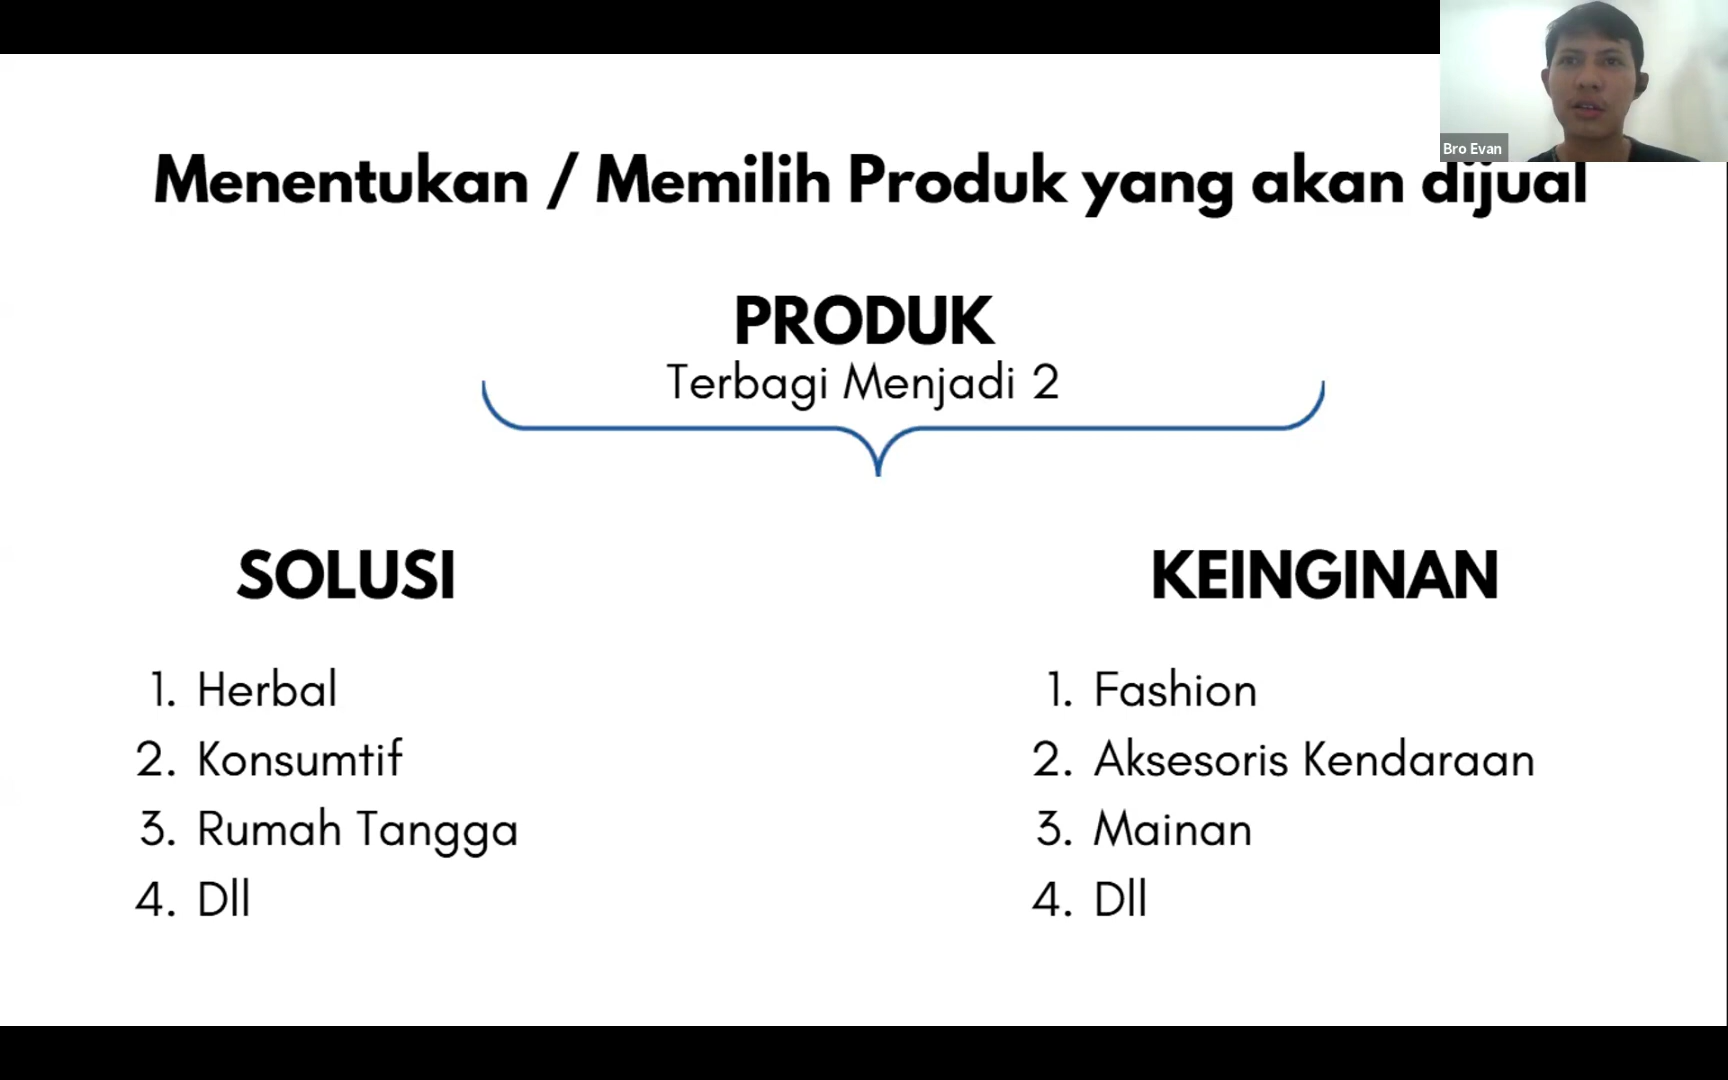 Bro Evan
Menentukan / Memilih Produk yang akan dijual
PRODUK
Terbagi Menjadi 2
SOLUSI
1. Herbal
2. Konsumtif
3. Rumah Tangga
4. Dll
KEINGINAN
1. Fashion
2. Aksesoris Kendaraan
3. Mainan
4. Dll